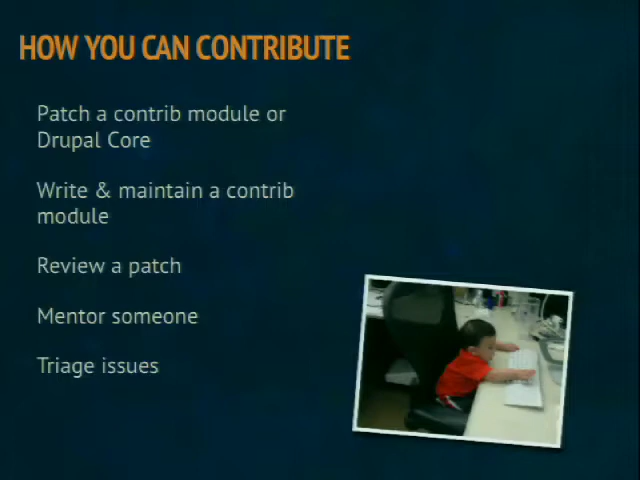 HOW YOU CAN CONTRIBUTE
Patch a contrib module or
Drupal Core
Write & maintain a contrib
module
Review a patch
Mentor someone
Triage issues